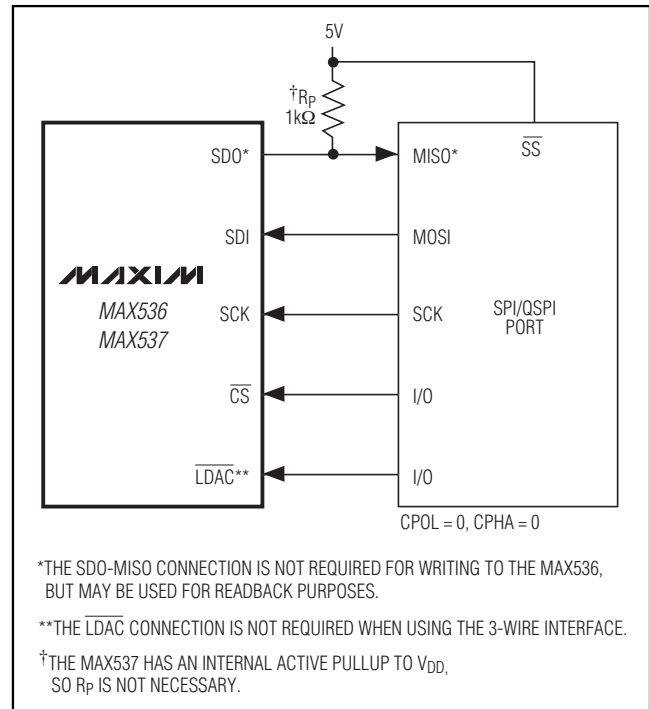 5V
†RP
1kΩ
SDO* MISO* SS
SDI MOSI
MAXIM
MAX536
MAX537
SCK SCK SPI/QSPI
PORT
CS I/O
LDAC** I/O
CPOL = 0, CPHA = 0
*THE SDO-MISO CONNECTION IS NOT REQUIRED FOR WRITING TO THE MAX536,
BUT MAY BE USED FOR READBACK PURPOSES.
**THE LDAC CONNECTION IS NOT REQUIRED WHEN USING THE 3-WIRE INTERFACE.
†THE MAX537 HAS AN INTERNAL ACTIVE PULLUP TO VDD,
SO RP IS NOT NECESSARY.